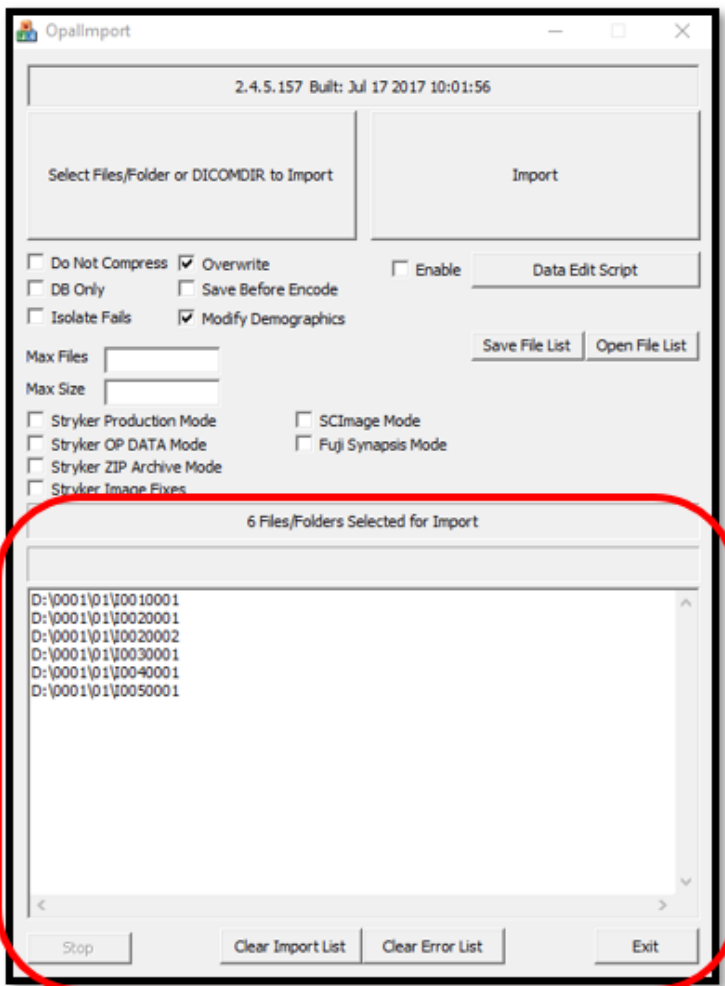 OpalImport
2.4.5.157 Built: Jul 17 2017 10:01:56
Select Files/Folder or DICOMDIR to Import
Import
Do Not Compress Overwrite Enable Data Edit Script
DB Only Save Before Encode
Isolate Fails Modify Demographics
Save File List Open File List
Max Files
Max Size
Stryker Production Mode SCImage Mode
Stryker OP DATA Mode Fuji Synapsis Mode
Stryker ZIP Archive Mode
Stryker Image Fixes
6 Files/Folders Selected for Import
D:\0001\01\I0010001
D:\0001\01\I0020001
D:\0001\01\I0020002
D:\0001\01\I0030001
D:\0001\01\I0040001
D:\0001\01\I0050001
Stop Clear Import List Clear Error List Exit